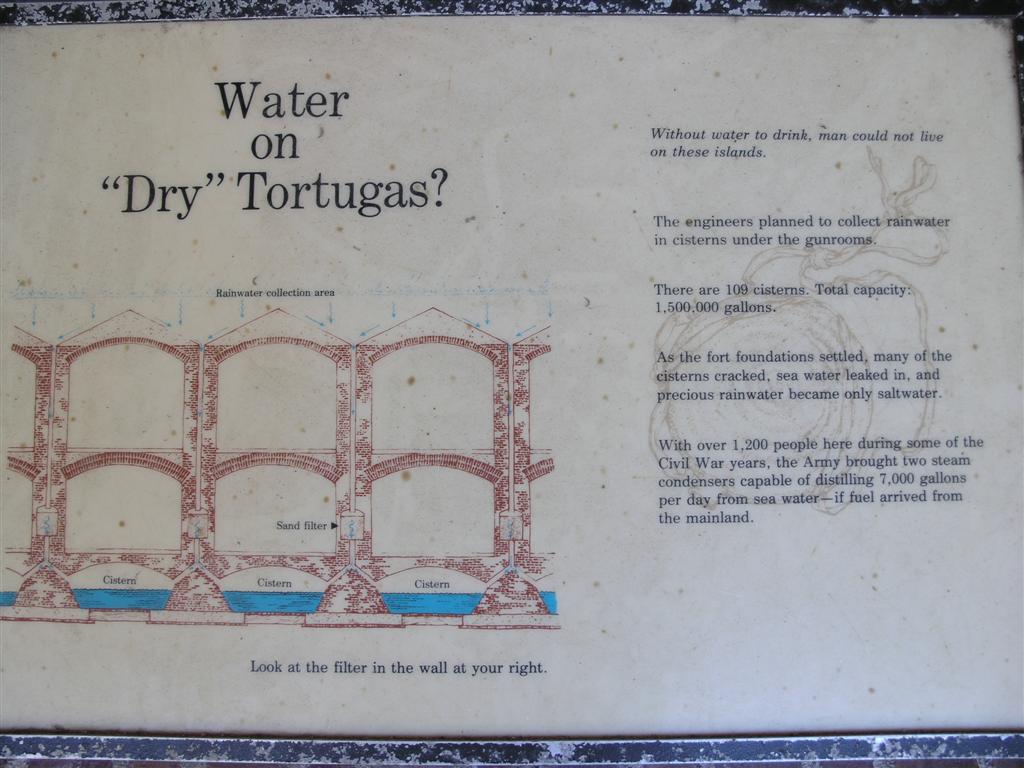 Water
on
“Dry” Tortugas?
Rainwater collection area
Sand filter
Cistern
Cistern
Cistern
Look at the filter in the wall at your right.
Without water to drink, man could not live
on these islands.
The engineers planned to collect rainwater
in cisterns under the gunrooms.
There are 109 cisterns. Total capacity:
1,500,000 gallons.
As the fort foundations settled, many of the
cisterns cracked, sea water leaked in, and
precious rainwater became only saltwater.
With over 1,200 people here during some of the
Civil War years, the Army brought two steam
condensers capable of distilling 7,000 gallons
per day from sea water—if fuel arrived from
the mainland.